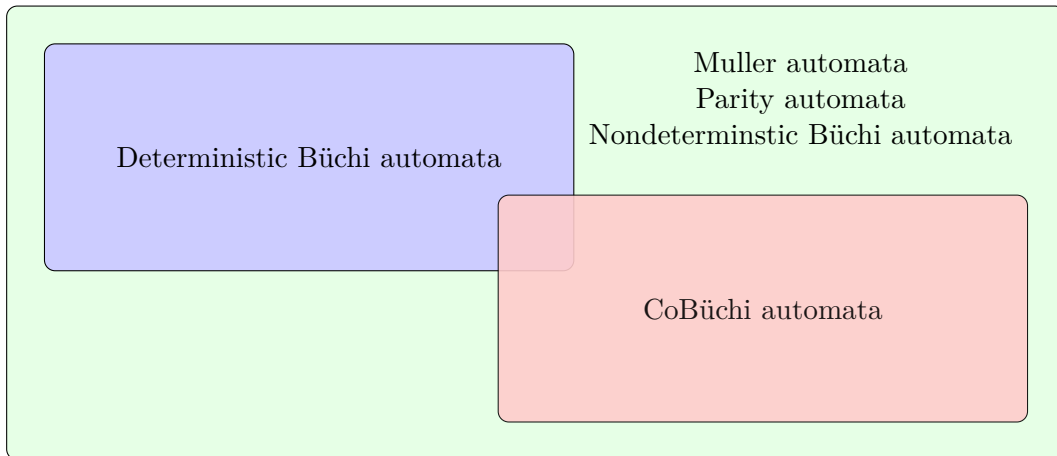 Muller automata
Parity automata
Nondeterminstic Büchi automata
Deterministic Büchi automata
CoBüchi automata